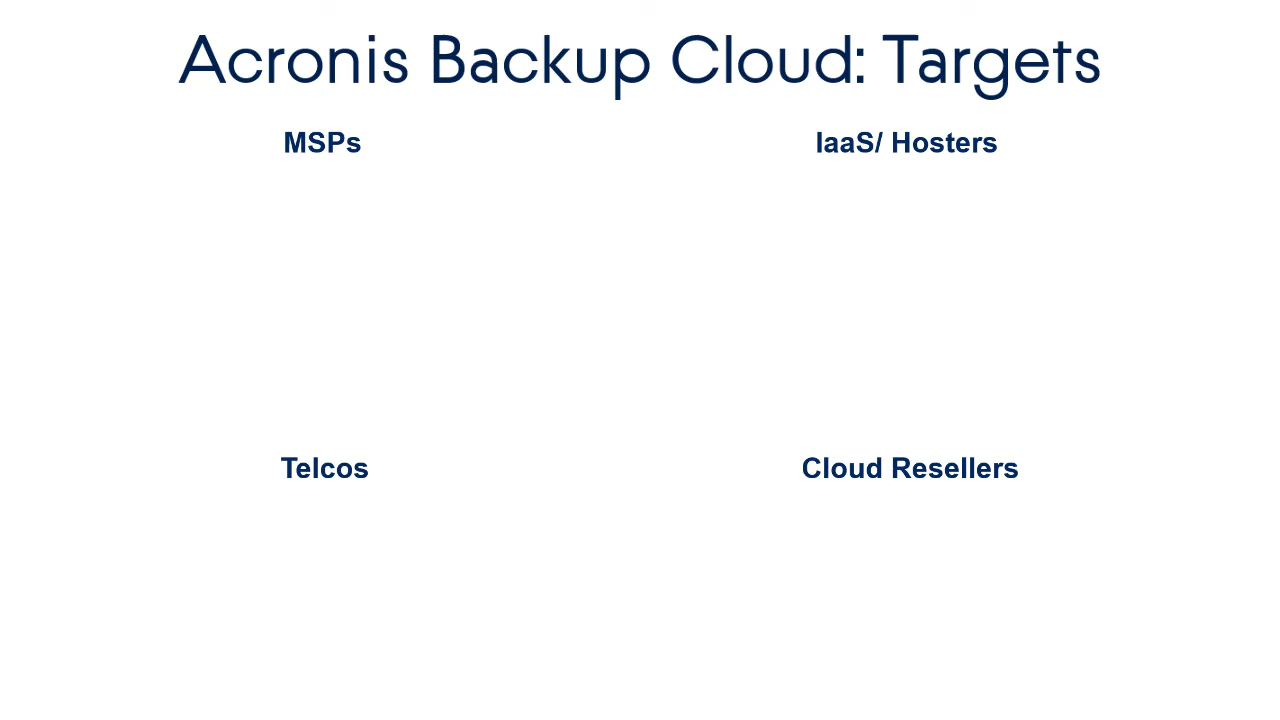 Acronis Backup Cloud: Targets
MSPs
IaaS/ Hosters
Telcos
Cloud Resellers